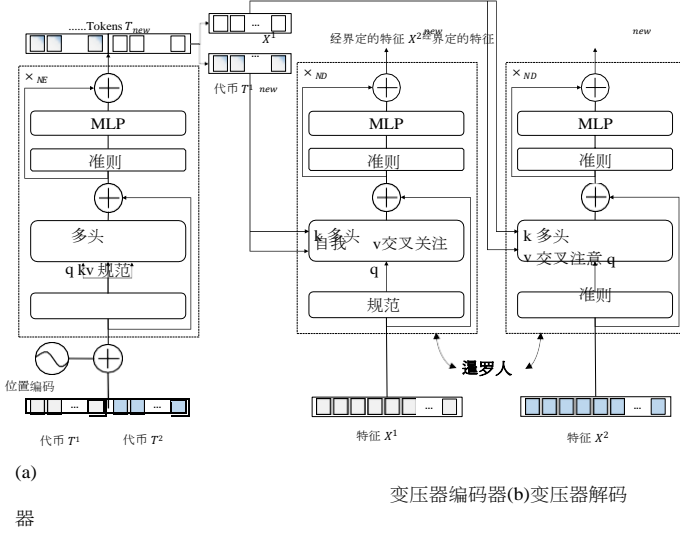 ......Tokens T new
... ...
... X¹
...
代币 T¹ new
经界定的特征 X²经界定的特征 new
new
× NE
× ND
× ND
MLP
MLP
MLP
准则
准则
准则
多头
自我
k 多头
v交叉关注
k 多头
v 交叉注意 q
q kv 规范
q
规范
准则
暹罗人
位置编码
... ...
...
...
代币 T¹
代币 T²
特征 X¹
特征 X²
(a)
变压器编码器(b)变压器解码
器